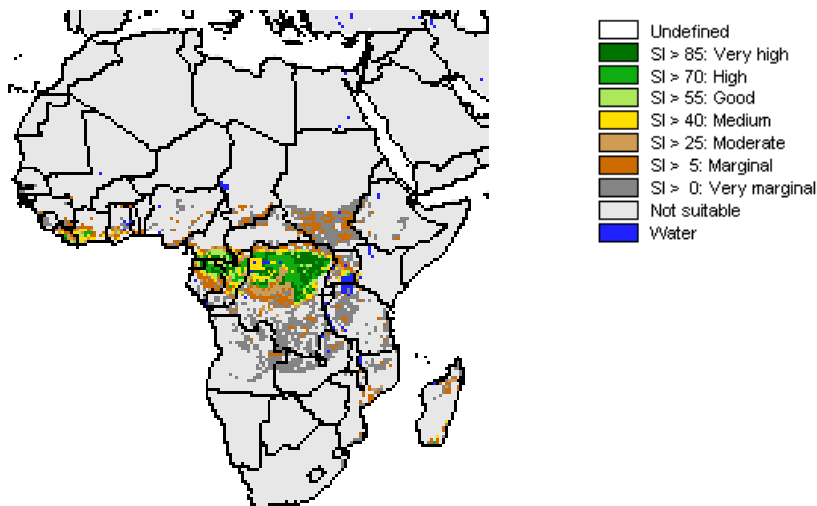 Undefined
SI > 85: Very high
SI > 70: High
SI > 55: Good
SI > 40: Medium
SI > 25: Moderate
SI > 5: Marginal
SI > 0: Very marginal
Not suitable
Water